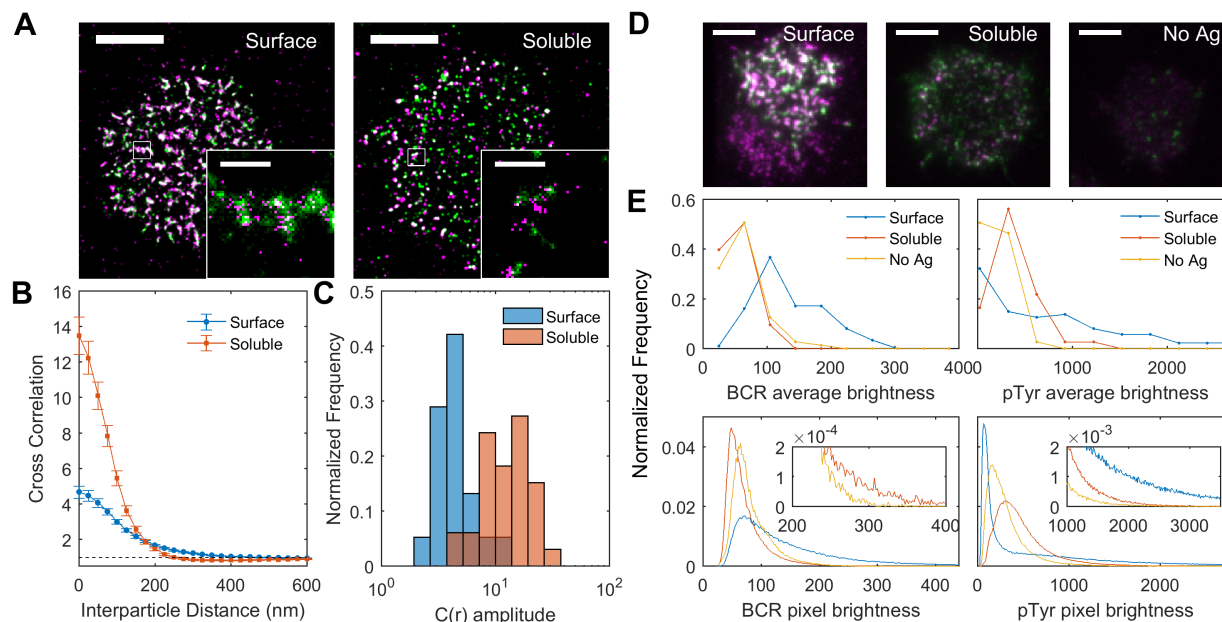 A
Surface
Soluble
B
16
14
12
10
8
6
4
2
Cross Correlation
Surface
Soluble
0
200
400
600
Interparticle Distance (nm)
C
0.5
0.4
0.3
0.2
0.1
0
Normalized Frequency
Surface
Soluble
10^0
10^1
10^2
C(r) amplitude
D
Surface
Soluble
No Ag
E
Normalized Frequency
0.6
0.4
0.2
0
Surface
Soluble
No Ag
0
100
200
300
400
BCR average brightness
Surface
Soluble
No Ag
0
1000
2000
pTyr average brightness
0.04
0.02
0
×10^-4
2
1
0
200
300
400
0
100
200
300
400
BCR pixel brightness
×10^-3
2
1
0
1000
2000
3000
0
1000
2000
pTyr pixel brightness